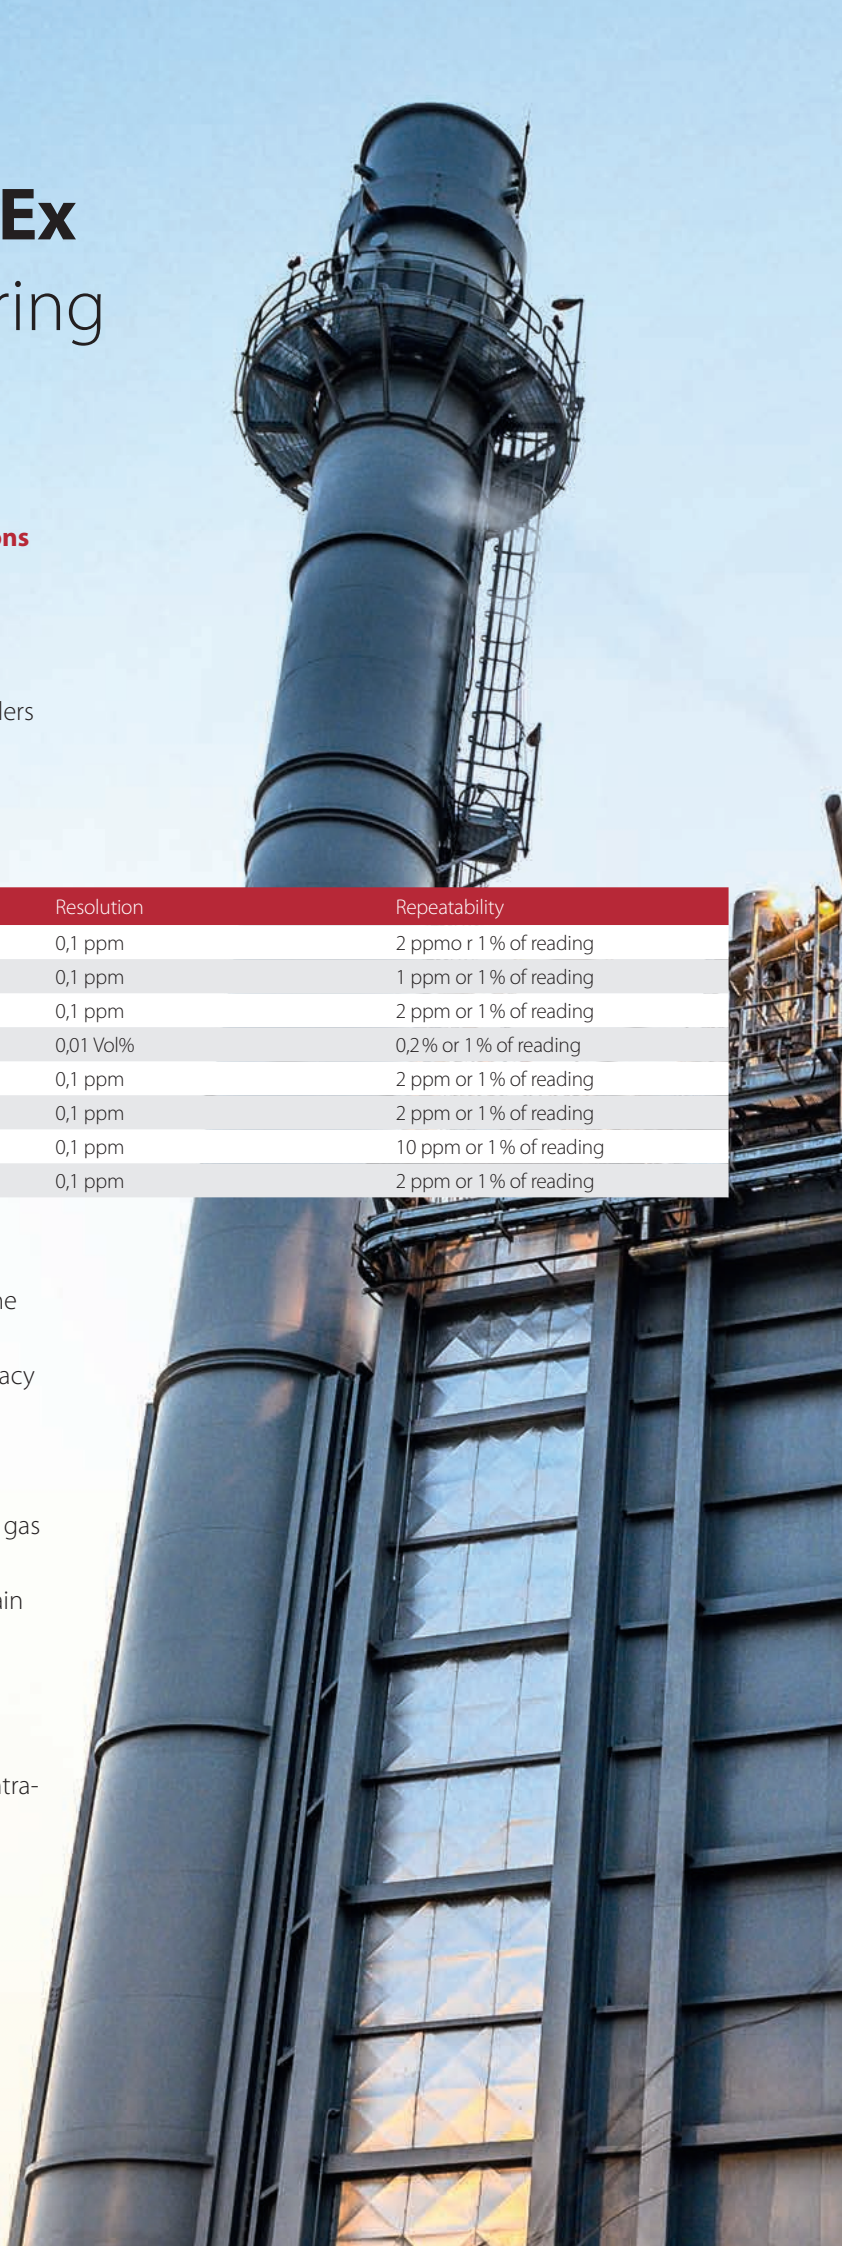 Ex
ring
ons
lers
Resolution Repeatability
0,1 ppm 2 ppmo r 1 % of reading
0,1 ppm 1 ppm or 1 % of reading
0,1 ppm 2 ppm or 1 % of reading
0,01 Vol% 0,2 % or 1 % of reading
0,1 ppm 2 ppm or 1 % of reading
0,1 ppm 2 ppm or 1 % of reading
0,1 ppm 10 ppm or 1 % of reading
0,1 ppm 2 ppm or 1 % of reading
ne
acy
gas
ain
ntra-